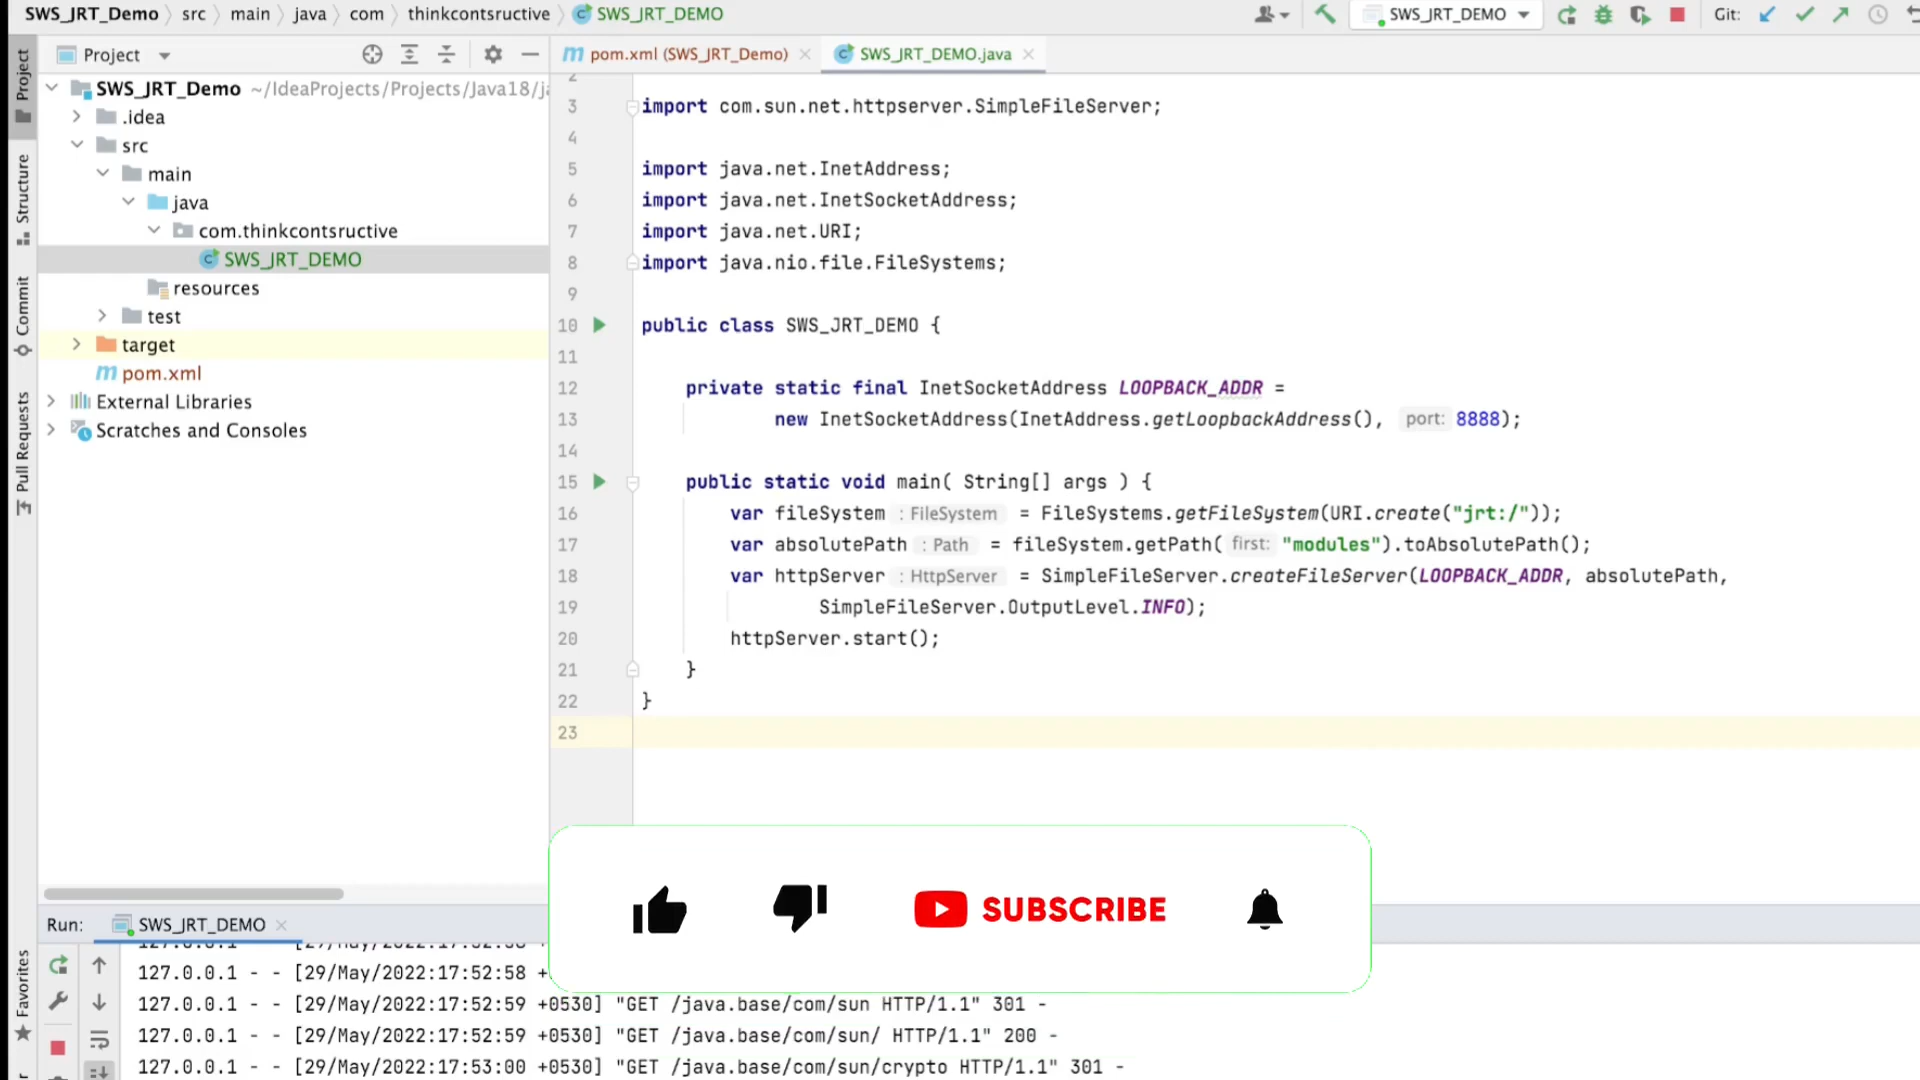 SWS_JRT_Demo src main java com thinkcontsructive SWS_JRT_DEMO
SWS_JRT_DEMO Git:
Project
pom.xml (SWS_JRT_Demo)
SWS_JRT_DEMO.java
Project
Structure
Commit
Pull Requests
Favorites
SWS_JRT_Demo ~/IdeaProjects/Projects/Java18/
.idea
src
main
java
com.thinkcontsructive
SWS_JRT_DEMO
resources
test
target
pom.xml
External Libraries
Scratches and Consoles
2
3 import com.sun.net.httpserver.SimpleFileServer;
4
5 import java.net.InetAddress;
6 import java.net.InetSocketAddress;
7 import java.net.URI;
8 import java.nio.file.FileSystems;
9
10 public class SWS_JRT_DEMO {
11
12 private static final InetSocketAddress LOOPBACK_ADDR =
13 new InetSocketAddress(InetAddress.getLoopbackAddress(), port: 8888);
14
15 public static void main( String[] args ) {
16 var fileSystem : FileSystem = FileSystems.getFileSystem(URI.create("jrt:/"));
17 var absolutePath : Path = fileSystem.getPath( first: "modules").toAbsolutePath();
18 var httpServer : HttpServer = SimpleFileServer.createFileServer(LOOPBACK_ADDR, absolutePath,
19 SimpleFileServer.OutputLevel.INFO);
20 httpServer.start();
21 }
22 }
23
SUBSCRIBE
Run: SWS_JRT_DEMO
127.0.0.1 - - [29/May/2022:17:52:58 +
127.0.0.1 - - [29/May/2022:17:52:59 +0530] "GET /java.base/com/sun HTTP/1.1" 301 -
127.0.0.1 - - [29/May/2022:17:52:59 +0530] "GET /java.base/com/sun/ HTTP/1.1" 200 -
127.0.0.1 - - [29/May/2022:17:53:00 +0530] "GET /java.base/com/sun/crypto HTTP/1.1" 301 -